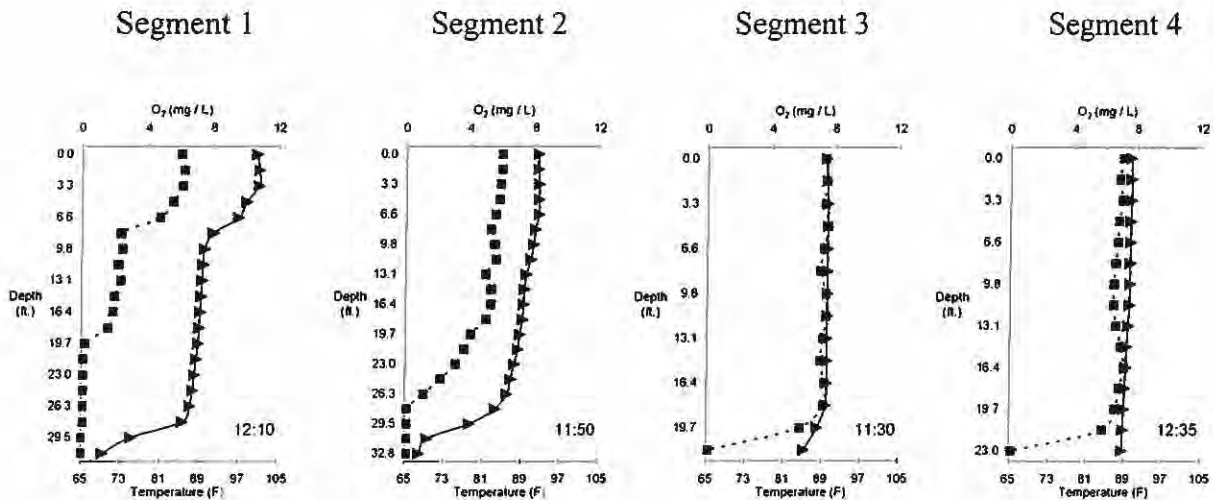 Segment 1 Segment 2 Segment 3 Segment 4
O2 (mg / L) O2 (mg / L) O2 (mg / L) O2 (mg / L)
0 4 8 12 0 4 8 12 0 4 8 12 0 4 8 12
0.0 0.0 0.0 0.0
3.3 3.3 3.3 3.3
6.6 6.6 6.6 6.6
9.8 9.8 9.8 9.8
13.1 13.1 13.1 13.1
Depth (ft.) Depth (ft.) Depth (ft.) Depth (ft.)
16.4 16.4 16.4 16.4
19.7 19.7 19.7 19.7
23.0 23.0 23.0
26.3 26.3
29.5 29.5
32.8
12:10 11:50 11:30 12:35
65 73 81 89 97 105 65 73 81 89 97 105 65 73 81 89 97 105 65 73 81 89 97 105
Temperature (F) Temperature (F) Temperature (F) Temperature (F)